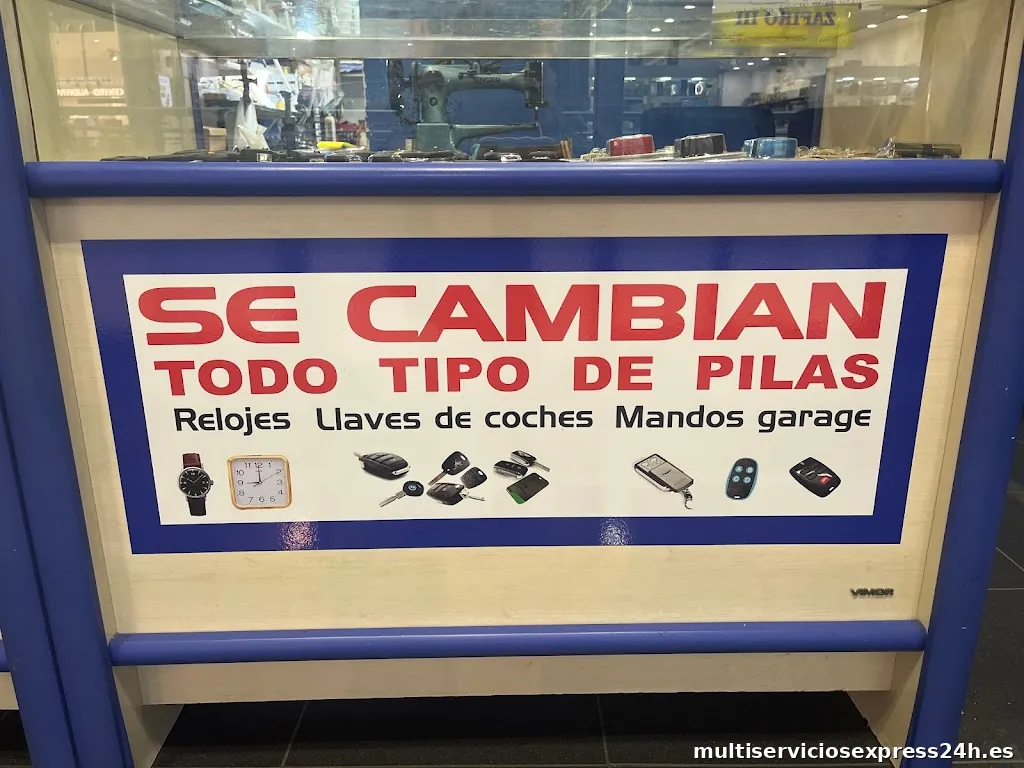 ZAFIRO III
SE CAMBIAN
TODO TIPO DE PILAS
Relojes Llaves de coches Mandos garage
VIMOR
multiserviciosexpress24h.es